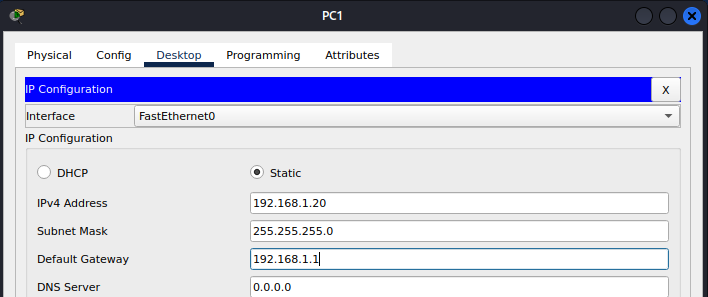 PC1
Physical Config Desktop Programming Attributes
IP Configuration X
Interface FastEthernet0
IP Configuration
DHCP Static
IPv4 Address 192.168.1.20
Subnet Mask 255.255.255.0
Default Gateway 192.168.1.1
DNS Server 0.0.0.0